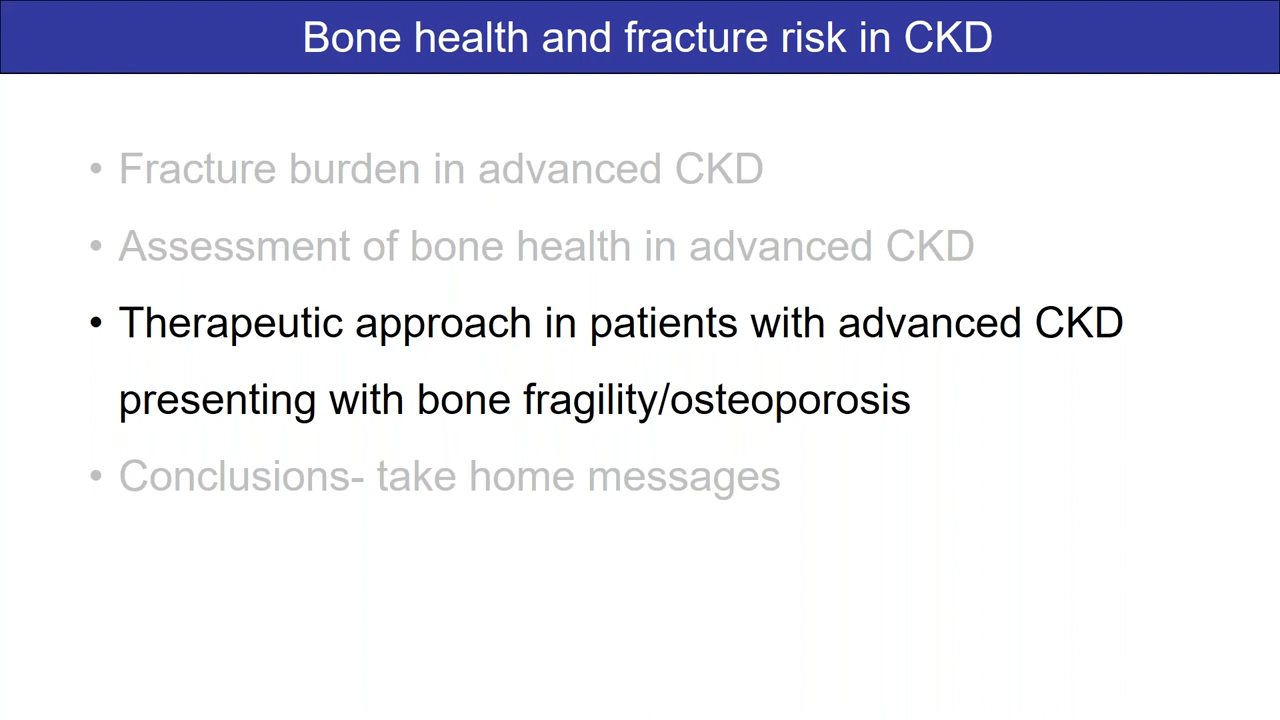 Bone health and fracture risk in CKD
• Fracture burden in advanced CKD
• Assessment of bone health in advanced CKD
• Therapeutic approach in patients with advanced CKD
presenting with bone fragility/osteoporosis
• Conclusions- take home messages